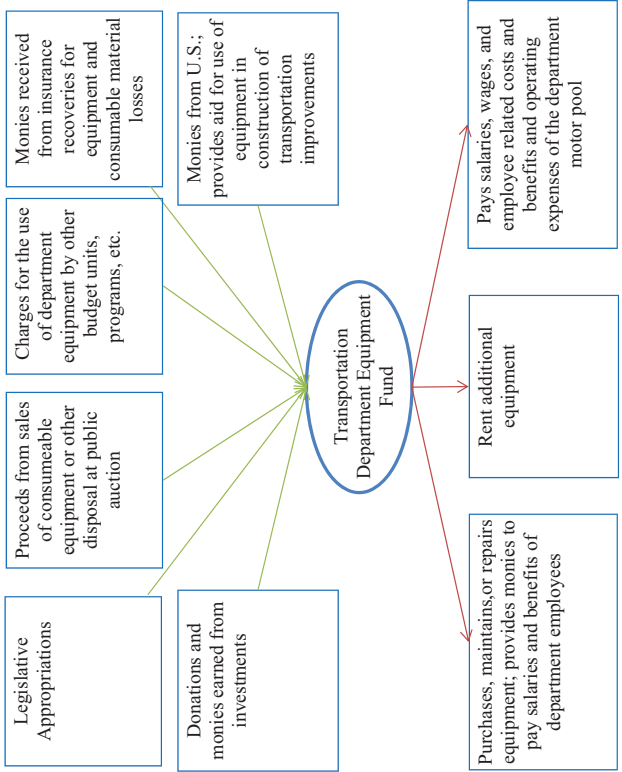 Legislative
Appropriations
Proceeds from sales
of consumeable
equipment or other
disposal at public
auction
Charges for the use
of department
equipment by other
budget units,
programs, etc.
Monies received
from insurance
recoveries for
equipment and
consumable material
losses
Donations and
monies earned from
investments
Monies from U.S.;
provides aid for use of
equipment in
construction of
transportation
improvements
Transportation
Department Equipment
Fund
Purchases, maintains,or repairs
equipment; provides monies to
pay salaries and benefits of
department employees
Rent additional
equipment
Pays salaries, wages, and
employee related costs and
benefits and operating
expenses of the department
motor pool